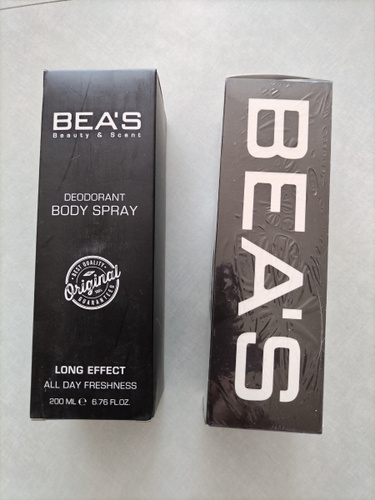 BEA'S
Beauty & Scent
DEODORANT
BODY SPRAY
BEST QUALITY
Original
GUARANTEED
LONG EFFECT
ALL DAY FRESHNESS
200 ML ℮ 6.76 FL.OZ.
BEA'S